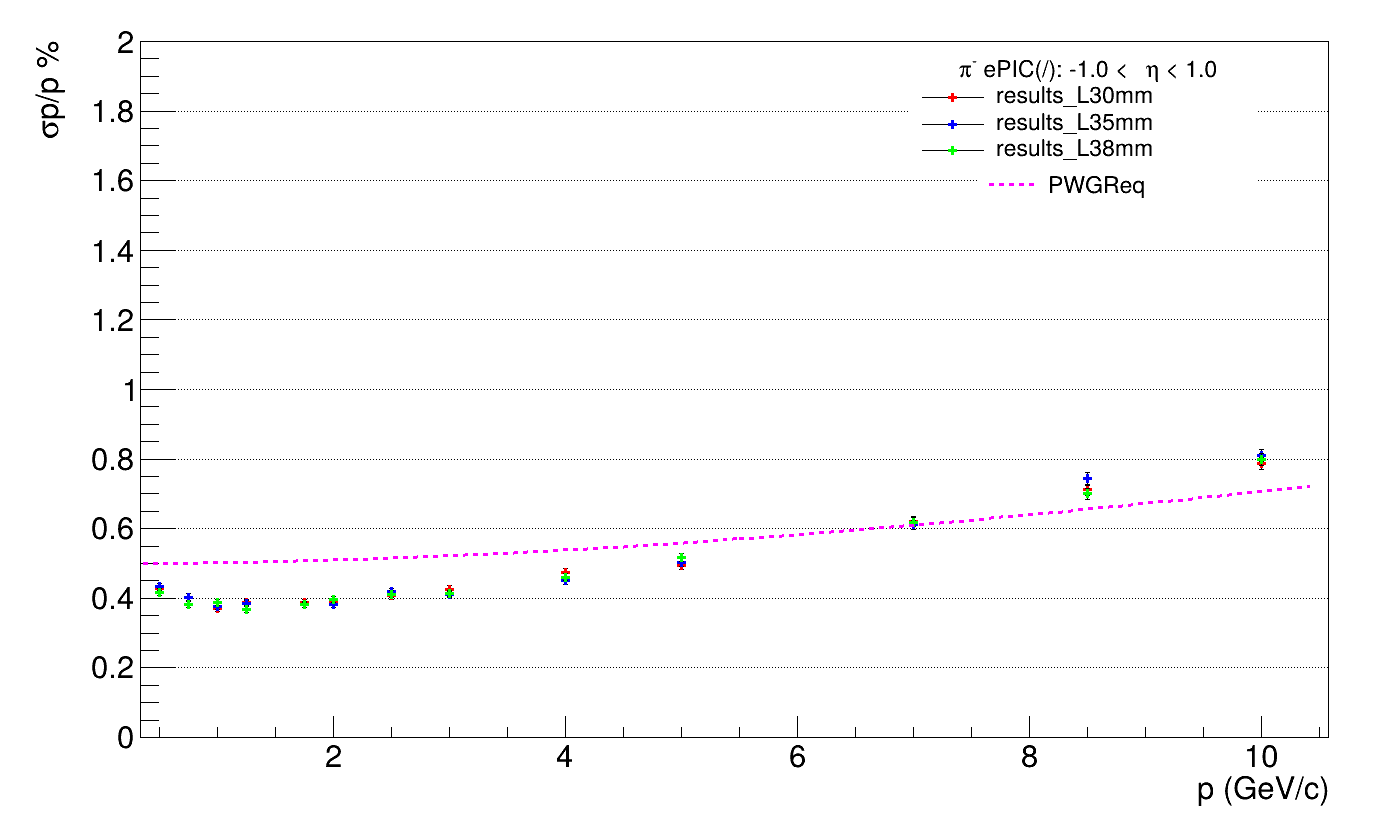 σp/p %
2
1.8
1.6
1.4
1.2
1
0.8
0.6
0.4
0.2
0
π⁻ ePIC(/): -1.0 < η < 1.0
results_L30mm
results_L35mm
results_L38mm
PWGReq
2 4 6 8 10
p (GeV/c)